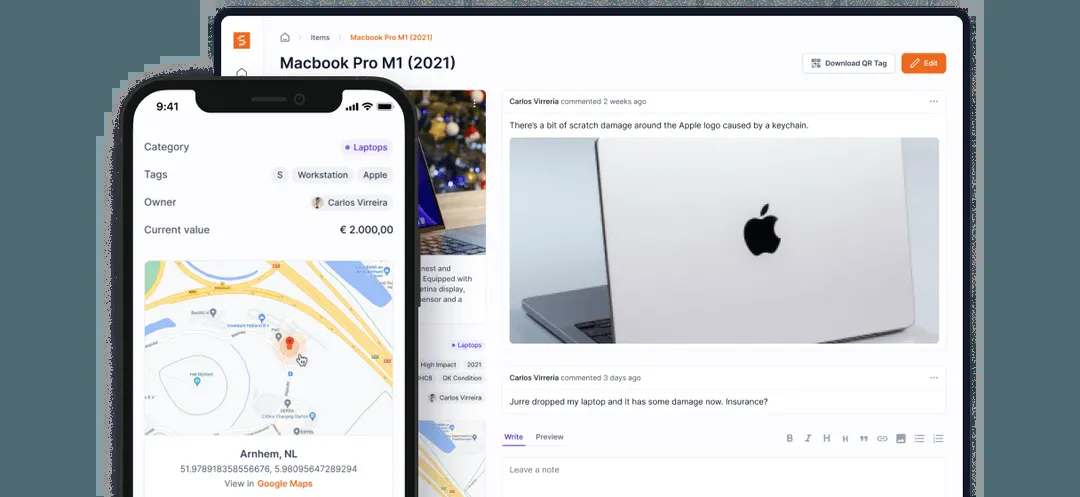 Items
Macbook Pro M1 (2021)
Macbook Pro M1 (2021)
Download QR Tag
Edit
9:41
Category
Laptops
Tags
S
Workstation
Apple
Owner
Carlos Virreira
Current value
€ 2.000,00
Arnhem, NL
51.978918358556676, 5.98095647289294
View in Google Maps
nest and
Equipped with
etina display,
ensor and a
Laptops
High Impact
2021
OK Condition
Carlos Virreira
Carlos Virreria commented 2 weeks ago
There's a bit of scratch damage around the Apple logo caused by a keychain.
Carlos Virreria commented 3 days ago
Jurre dropped my laptop and it has some damage now. Insurance?
Write
Preview
B
I
H
H
Leave a note